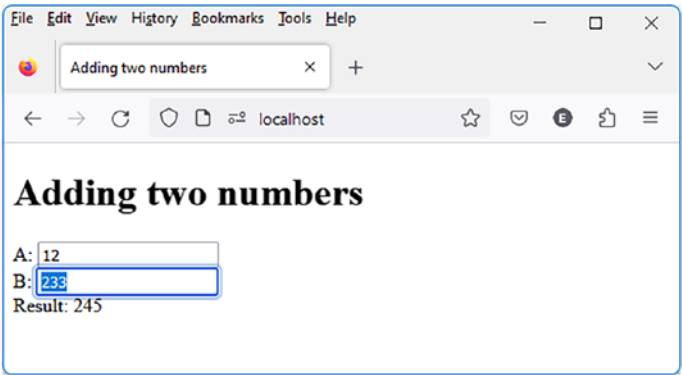 File Edit View History Bookmarks Tools Help
Adding two numbers
localhost
E
Adding two numbers
A: 12
B: 233
Result: 245